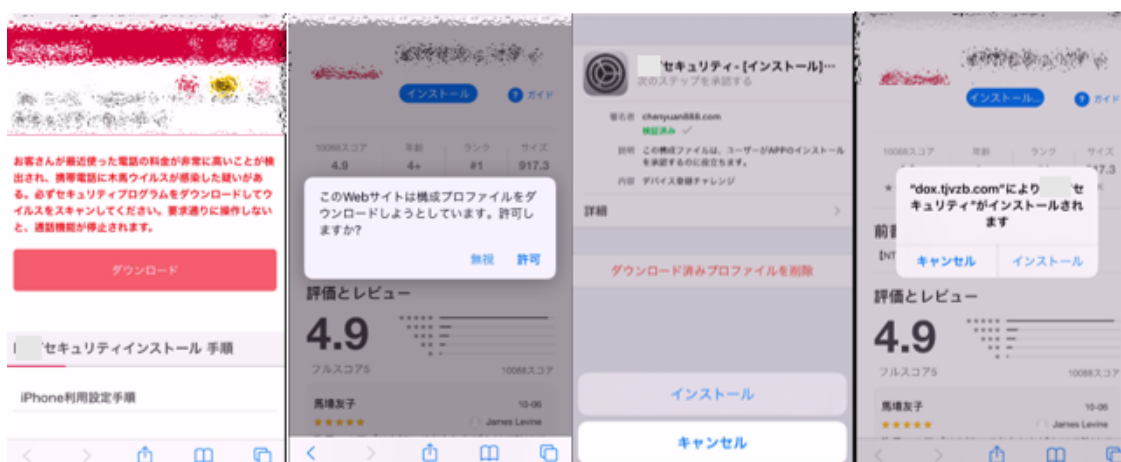 お客さんが最近使った電話の料金が非常に高いことが検
出され、携帯電話に木馬ウイルスが感染した疑いがあ
る。必ずセキュリティプログラムをダウンロードしてウ
イルスをスキャンしてください。要求通りに操作しない
と、通話機能が停止されます。
ダウンロード
セキュリティインストール 手順
iPhone利用設定手順
インストール
ガイド
10088スコア 年齢 ランク サイズ
4.9 4+ #1 917.3
このWebサイトは構成プロファイルをダ
ウンロードしようとしています。許可し
ますか?
無視 許可
評価とレビュー
4.9
フルスコア5 10088スコア
馬場友子 10-06
★★★★★ James Levine
セキュリティ- [インストール]…
次のステップを承認する
署名者 chenyuan888.com
検証済み ✓
説明 この構成ファイルは、ユーザーがAPPのインストール
を承認するのに役立ちます。
内容 デバイス登録チャレンジ
詳細
ダウンロード済みプロファイルを削除
インストール
キャンセル
インストール...
ガイド
10088スコア 年齢 ランク サイズ
17.3
"dox.tjvzb.com"により セ
キュリティ"がインストールされ
ます
キャンセル インストール
評価とレビュー
4.9
フルスコア5 10088スコア
馬場友子 10-06
★★★★★ James Levine